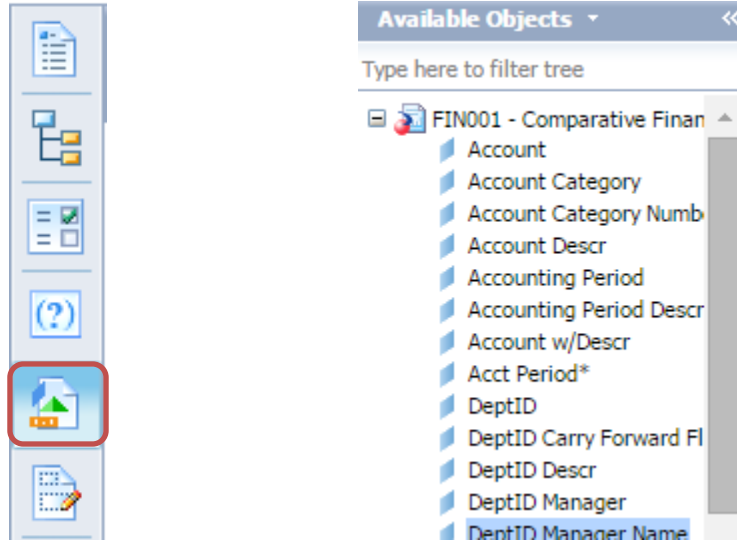 Available Objects
Type here to filter tree
FIN001 - Comparative Finan
Account
Account Category
Account Category Numb
Account Descr
Accounting Period
Accounting Period Descr
Account w/Descr
Acct Period*
DeptID
DeptID Carry Forward Fl
DeptID Descr
DeptID Manager
DeptID Manager Name
(?)